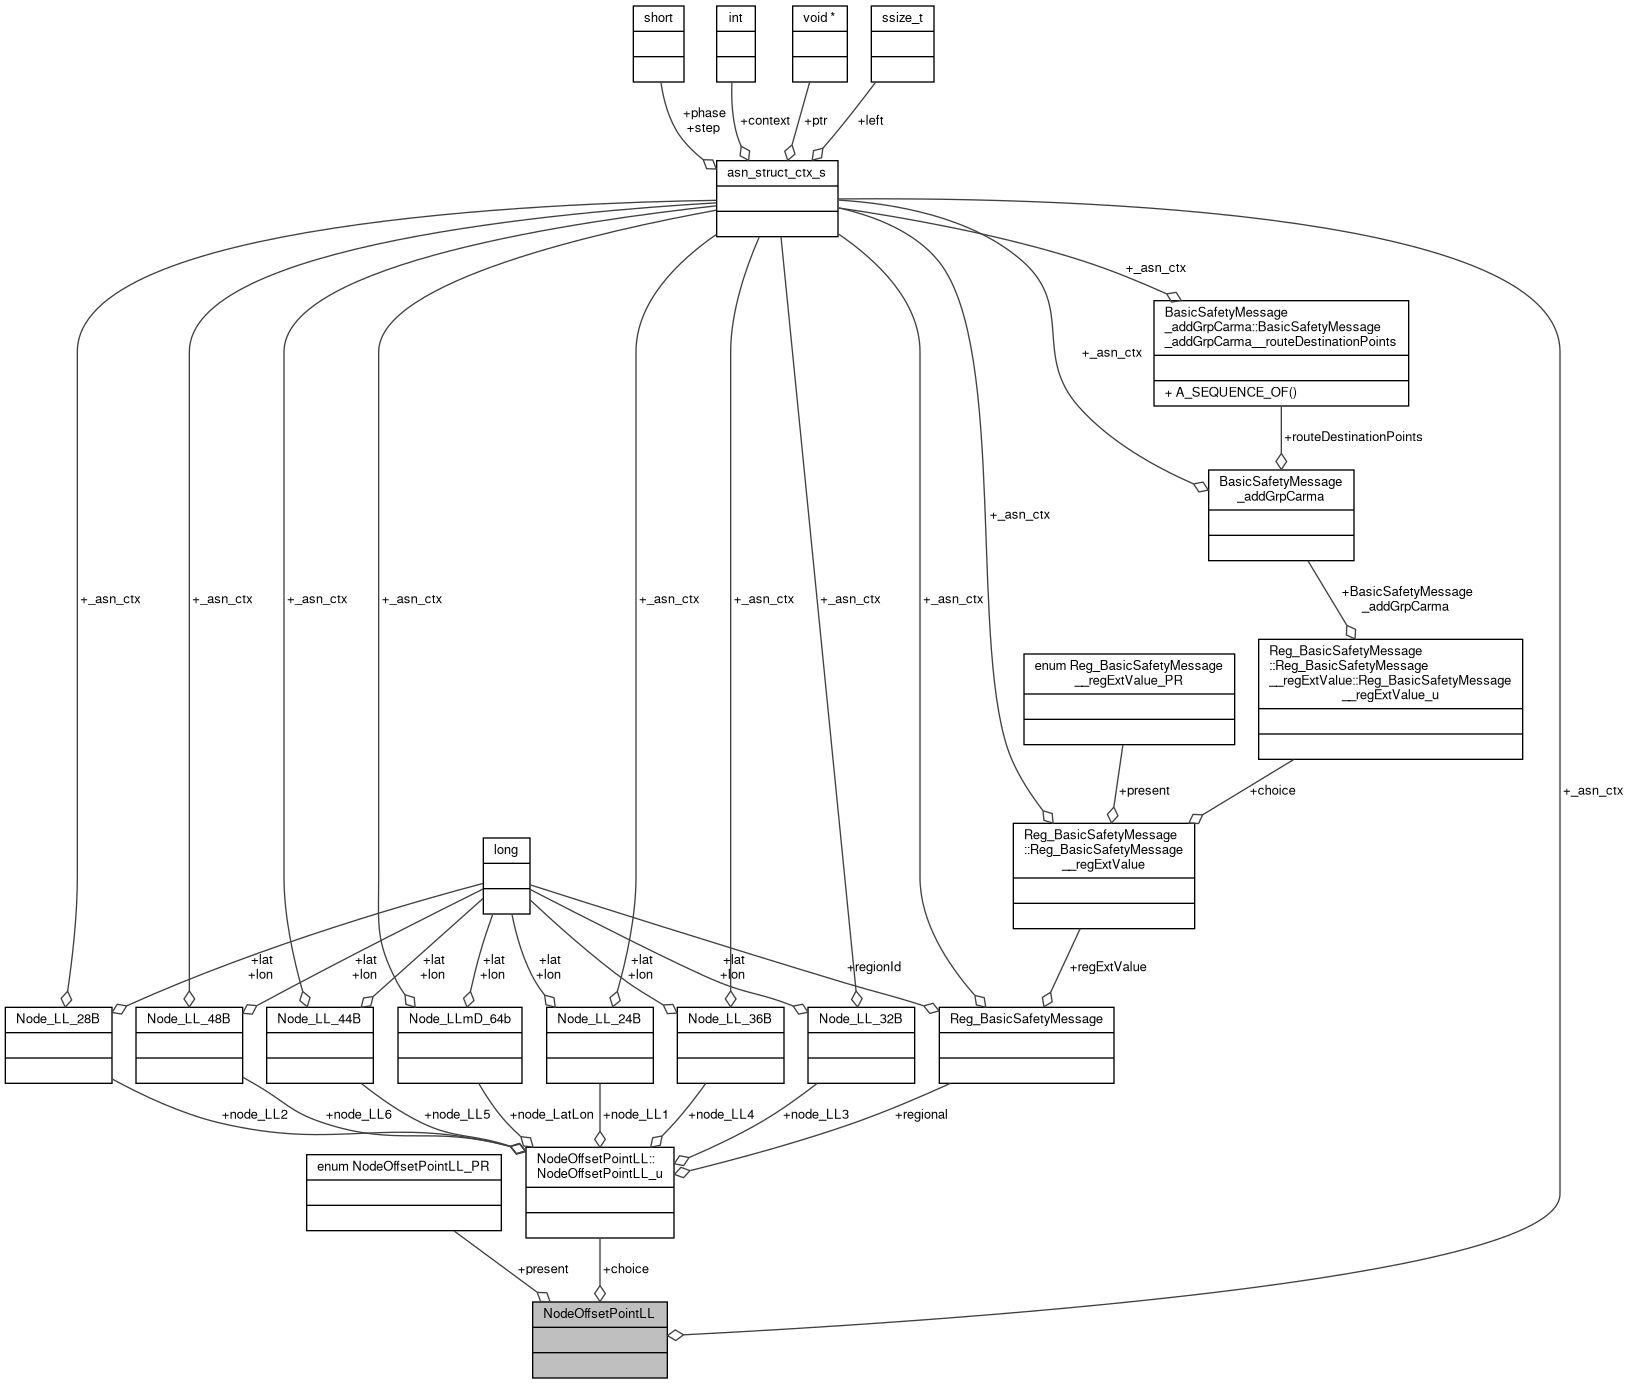 short
int
void *
ssize_t
+phase
+step
+context
+ptr
+left
asn_struct_ctx_s
+_asn_ctx
BasicSafetyMessage
_addGrpCarma::BasicSafetyMessage
_addGrpCarma__routeDestinationPoints
+ A_SEQUENCE_OF()
+_asn_ctx
+routeDestinationPoints
BasicSafetyMessage
_addGrpCarma
+_asn_ctx
+_asn_ctx
+_asn_ctx
+_asn_ctx
+_asn_ctx
+_asn_ctx
+_asn_ctx
+_asn_ctx
+_asn_ctx
+_asn_ctx
+BasicSafetyMessage
_addGrpCarma
enum Reg_BasicSafetyMessage
__regExtValue_PR
Reg_BasicSafetyMessage
::Reg_BasicSafetyMessage
__regExtValue::Reg_BasicSafetyMessage
__regExtValue_u
+present
+choice
+_asn_ctx
Reg_BasicSafetyMessage
::Reg_BasicSafetyMessage
__regExtValue
long
+lat
+lon
+lat
+lon
+lat
+lon
+lat
+lon
+lat
+lon
+lat
+lon
+lat
+lon
+regionId
+regExtValue
Node_LL_28B
Node_LL_48B
Node_LL_44B
Node_LLmD_64b
Node_LL_24B
Node_LL_36B
Node_LL_32B
Reg_BasicSafetyMessage
+node_LL2
+node_LL6
+node_LL5
+node_LatLon
+node_LL1
+node_LL4
+node_LL3
+regional
enum NodeOffsetPointLL_PR
NodeOffsetPointLL::
NodeOffsetPointLL_u
+present
+choice
NodeOffsetPointLL